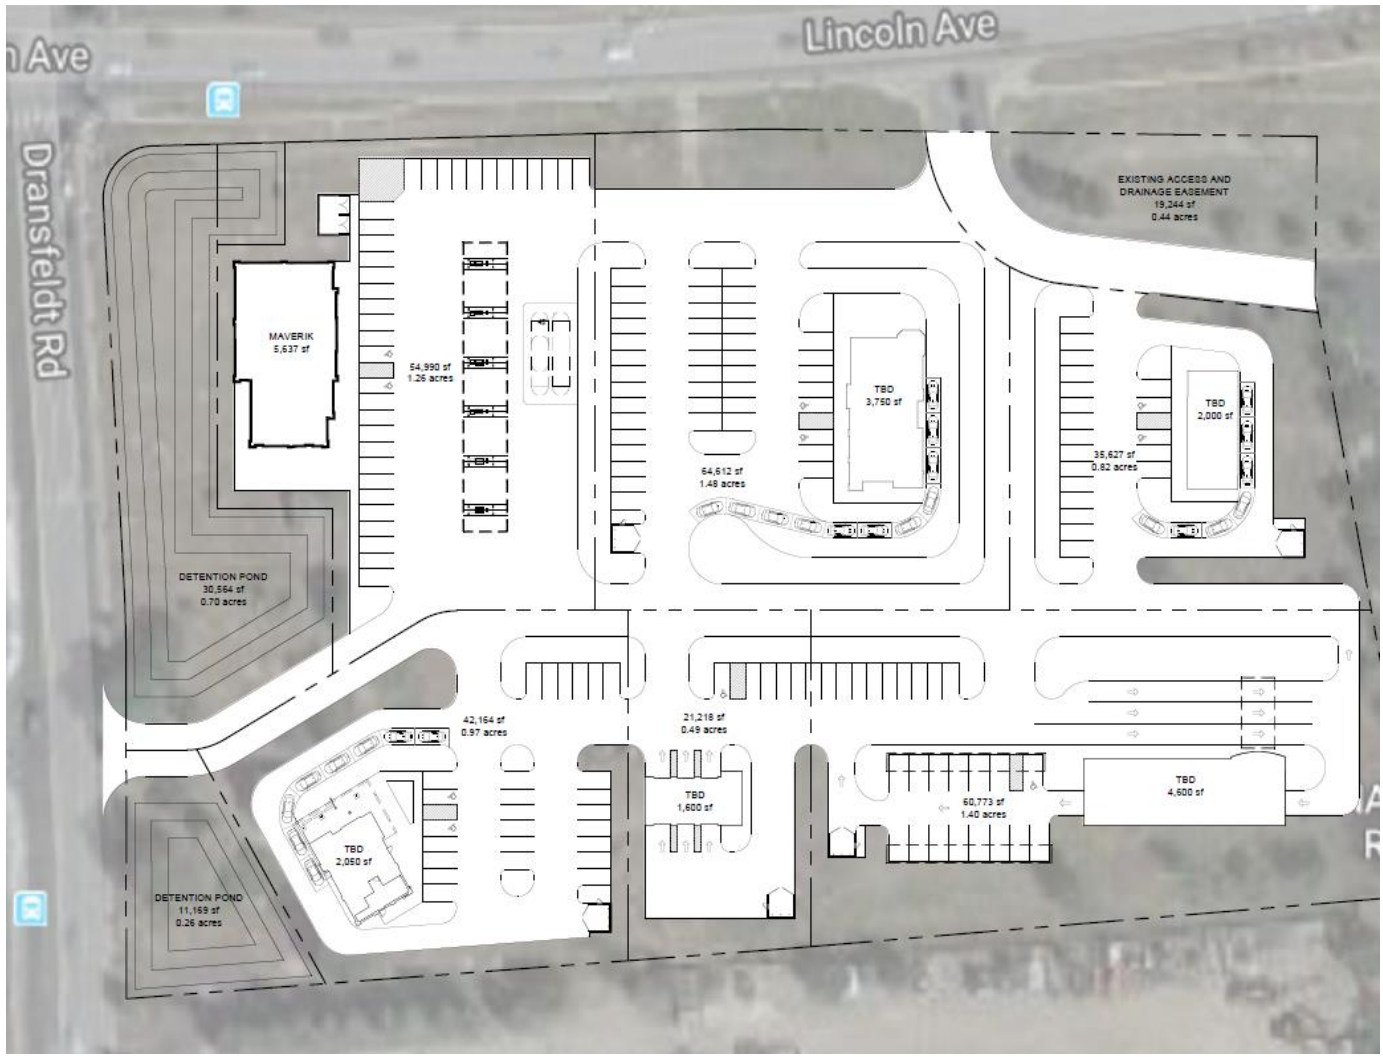 Lincoln Ave
n Ave
Dransfeldt Rd
EXISTING ACCESS AND
DRAINAGE EASEMENT
19,244 sf
0.44 acres
MAVERIK
5,637 sf
54,990 sf
1.26 acres
TBD
3,750 sf
TBD
2,000 sf
64,612 sf
1.48 acres
35,627 sf
0.82 acres
DETENTION POND
30,564 sf
0.70 acres
42,164 sf
0.97 acres
21,218 sf
0.49 acres
TBD
1,600 sf
60,773 sf
1.40 acres
TBD
4,600 sf
TBD
2,050 sf
DETENTION POND
11,169 sf
0.26 acres
A
R